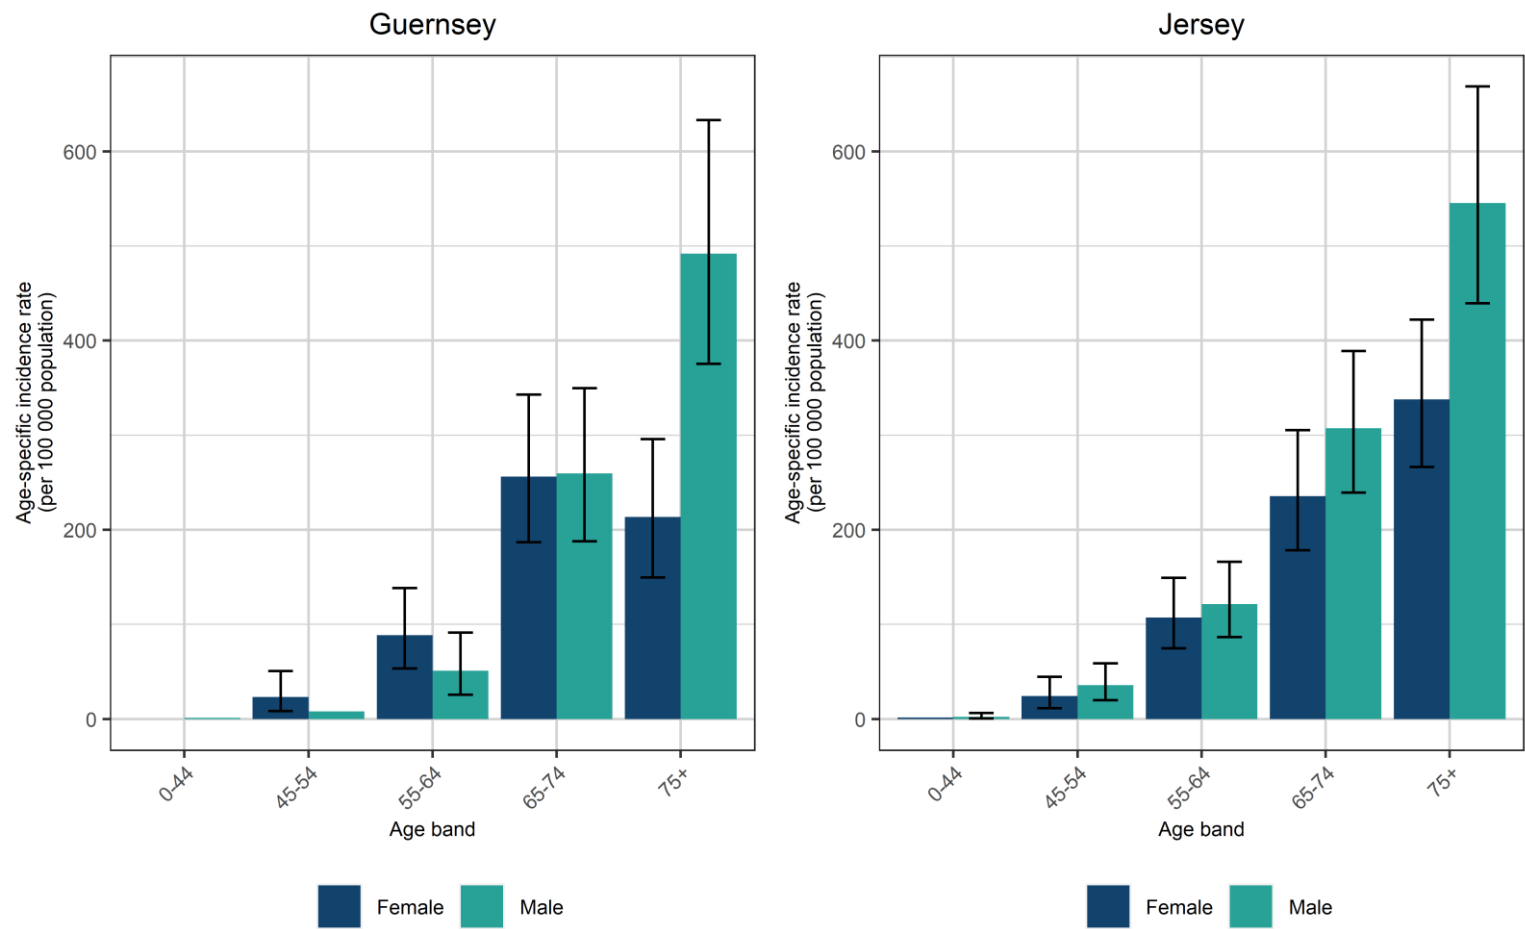 Guernsey
Age-specific incidence rate
(per 100 000 population)
600
400
200
0
0-44
45-54
55-64
65-74
75+
Age band
Female
Male
Jersey
Age-specific incidence rate
(per 100 000 population)
600
400
200
0
0-44
45-54
55-64
65-74
75+
Age band
Female
Male